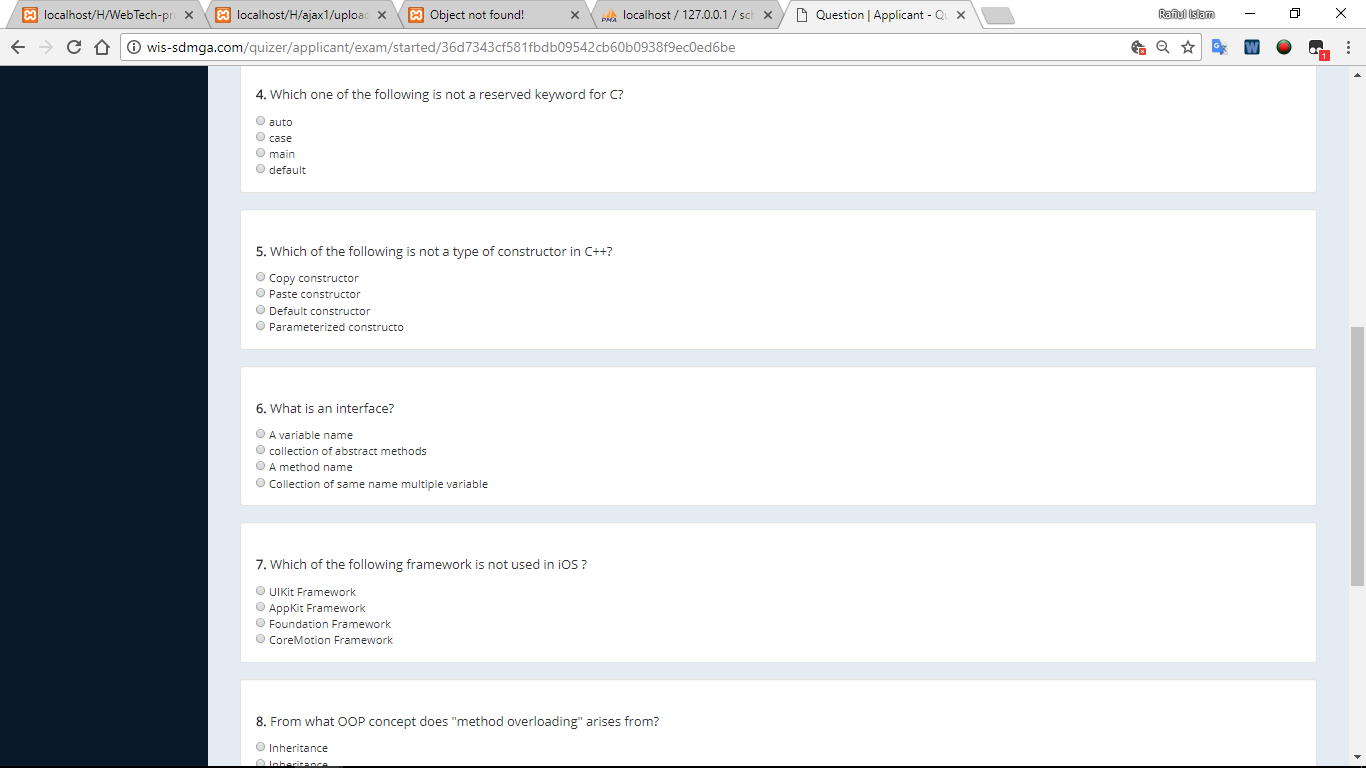 localhost/H/WebTech-pr
localhost/H/ajax1/uploa
Object not found!
localhost / 127.0.0.1 / sch
Question | Applicant - Qu
Rafiul Islam
wis-sdmga.com/quizer/applicant/exam/started/36d7343cf581fbdb09542cb60b0938f9ec0ed6be
W
1
4. Which one of the following is not a reserved keyword for C?
auto
case
main
default
5. Which of the following is not a type of constructor in C++?
Copy constructor
Paste constructor
Default constructor
Parameterized constructo
6. What is an interface?
A variable name
collection of abstract methods
A method name
Collection of same name multiple variable
7. Which of the following framework is not used in iOS ?
UIKit Framework
AppKit Framework
Foundation Framework
CoreMotion Framework
8. From what OOP concept does "method overloading" arises from?
Inheritance
Inheritance